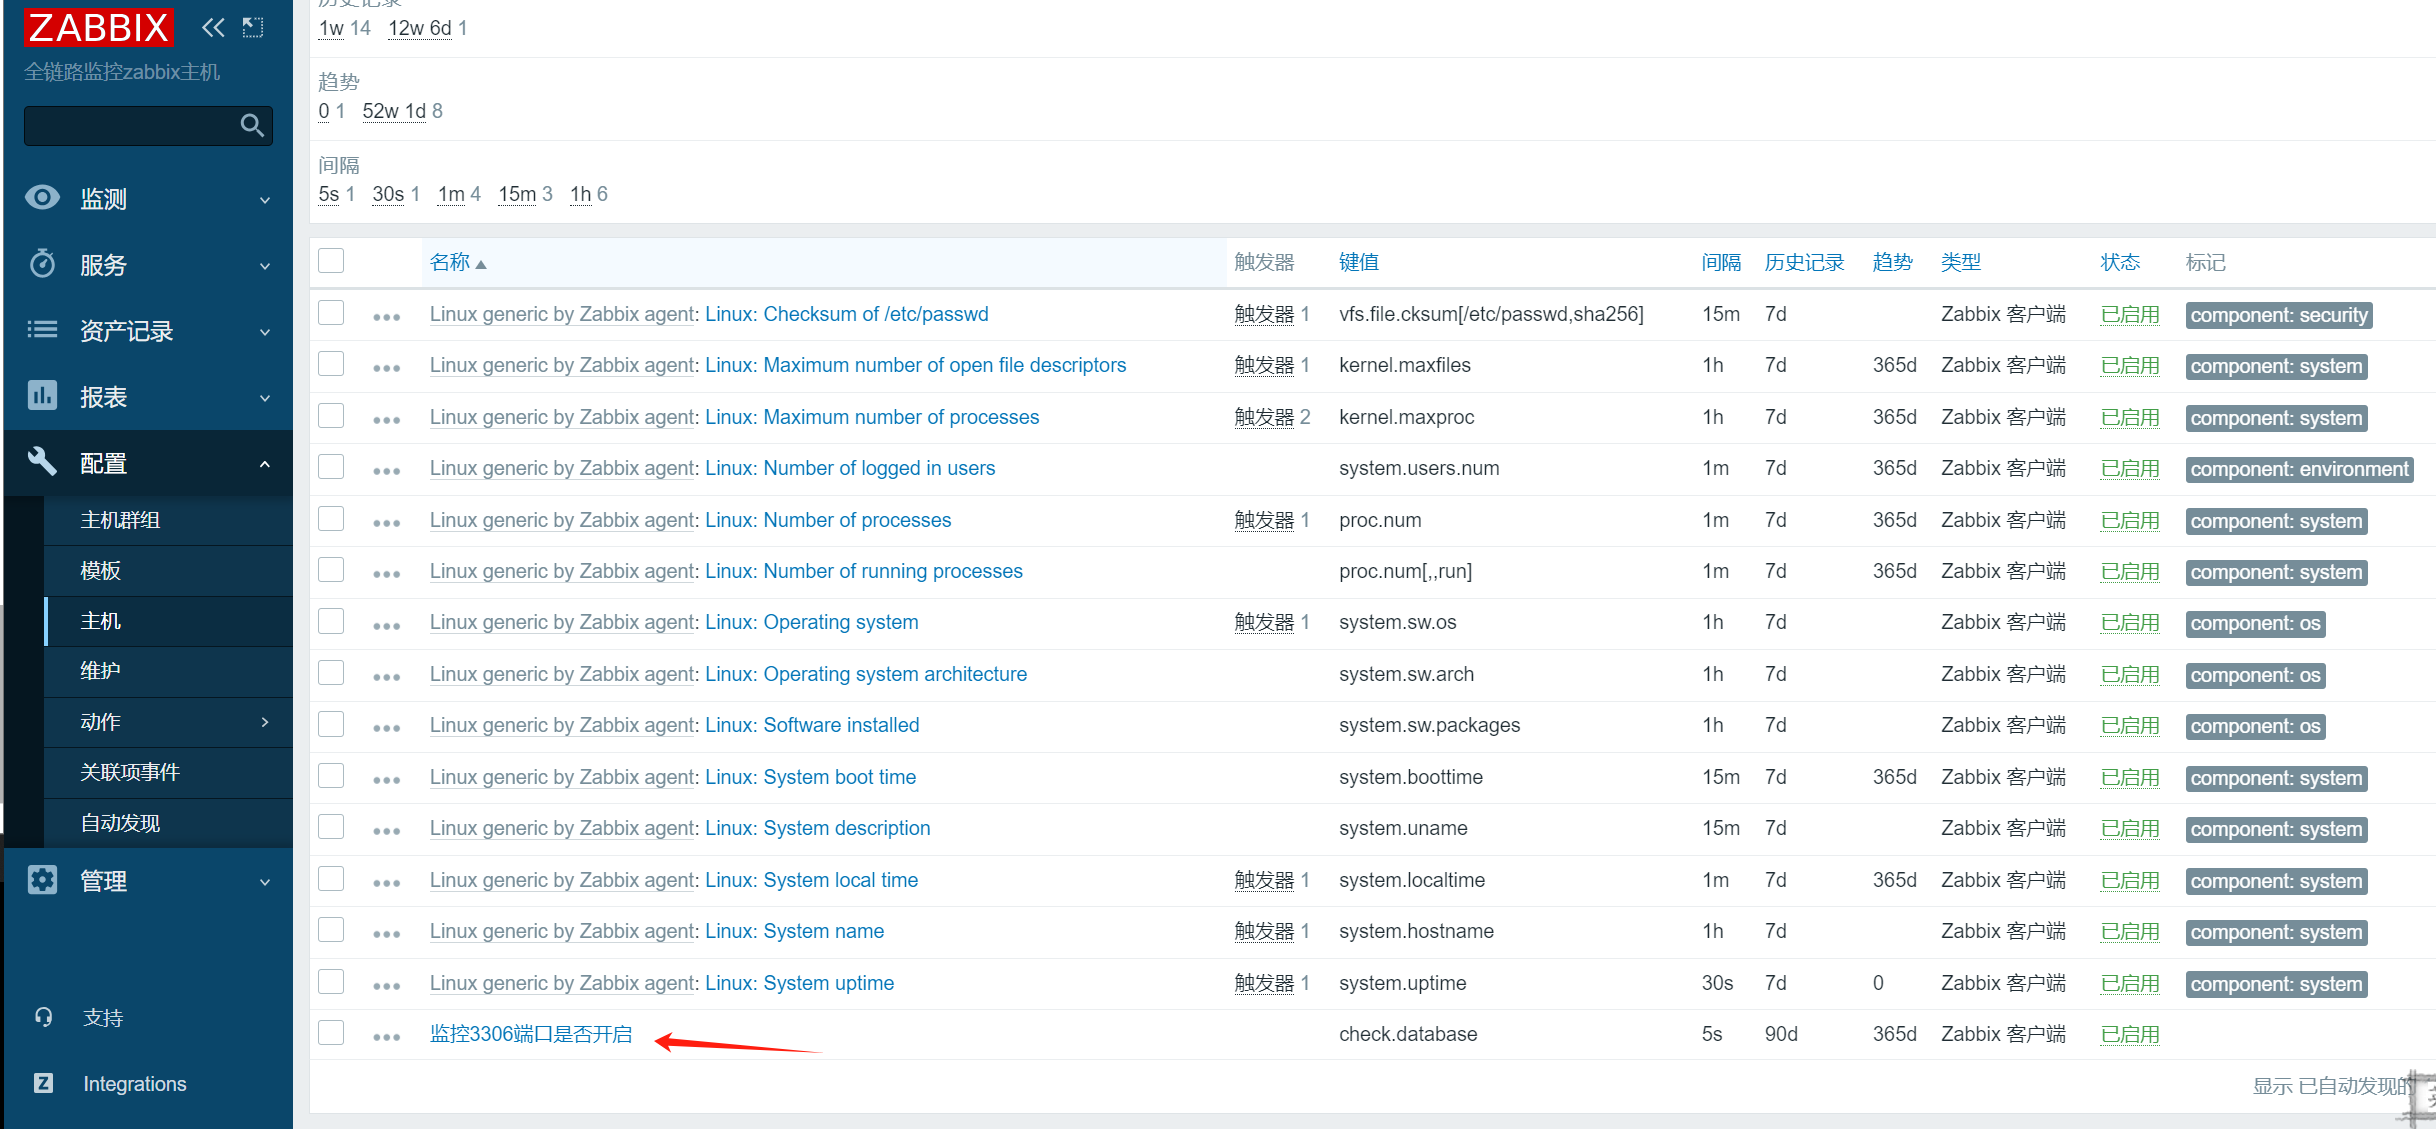 ZABBIX
全链路监控zabbix主机
监测
服务
资产记录
报表
配置
主机群组
模板
主机
维护
动作
关联项事件
自动发现
管理
支持
Integrations
历史记录
1w 14 12w 6d 1
趋势
0 1 52w 1d 8
间隔
5s 1 30s 1 1m 4 15m 3 1h 6
名称 触发器 键值 间隔 历史记录 趋势 类型 状态 标记
Linux generic by Zabbix agent: Linux: Checksum of /etc/passwd 触发器 1 vfs.file.cksum[/etc/passwd,sha256] 15m 7d Zabbix 客户端 已启用 component: security
Linux generic by Zabbix agent: Linux: Maximum number of open file descriptors 触发器 1 kernel.maxfiles 1h 7d 365d Zabbix 客户端 已启用 component: system
Linux generic by Zabbix agent: Linux: Maximum number of processes 触发器 2 kernel.maxproc 1h 7d 365d Zabbix 客户端 已启用 component: system
Linux generic by Zabbix agent: Linux: Number of logged in users system.users.num 1m 7d 365d Zabbix 客户端 已启用 component: environment
Linux generic by Zabbix agent: Linux: Number of processes 触发器 1 proc.num 1m 7d 365d Zabbix 客户端 已启用 component: system
Linux generic by Zabbix agent: Linux: Number of running processes proc.num[,,run] 1m 7d 365d Zabbix 客户端 已启用 component: system
Linux generic by Zabbix agent: Linux: Operating system 触发器 1 system.sw.os 1h 7d Zabbix 客户端 已启用 component: os
Linux generic by Zabbix agent: Linux: Operating system architecture system.sw.arch 1h 7d Zabbix 客户端 已启用 component: os
Linux generic by Zabbix agent: Linux: Software installed system.sw.packages 1h 7d Zabbix 客户端 已启用 component: os
Linux generic by Zabbix agent: Linux: System boot time system.boottime 15m 7d 365d Zabbix 客户端 已启用 component: system
Linux generic by Zabbix agent: Linux: System description system.uname 15m 7d Zabbix 客户端 已启用 component: system
Linux generic by Zabbix agent: Linux: System local time 触发器 1 system.localtime 1m 7d 365d Zabbix 客户端 已启用 component: system
Linux generic by Zabbix agent: Linux: System name 触发器 1 system.hostname 1h 7d Zabbix 客户端 已启用 component: system
Linux generic by Zabbix agent: Linux: System uptime 触发器 1 system.uptime 30s 7d 0 Zabbix 客户端 已启用 component: system
监控3306端口是否开启 check.database 5s 90d 365d Zabbix 客户端 已启用
显示 已自动发现的